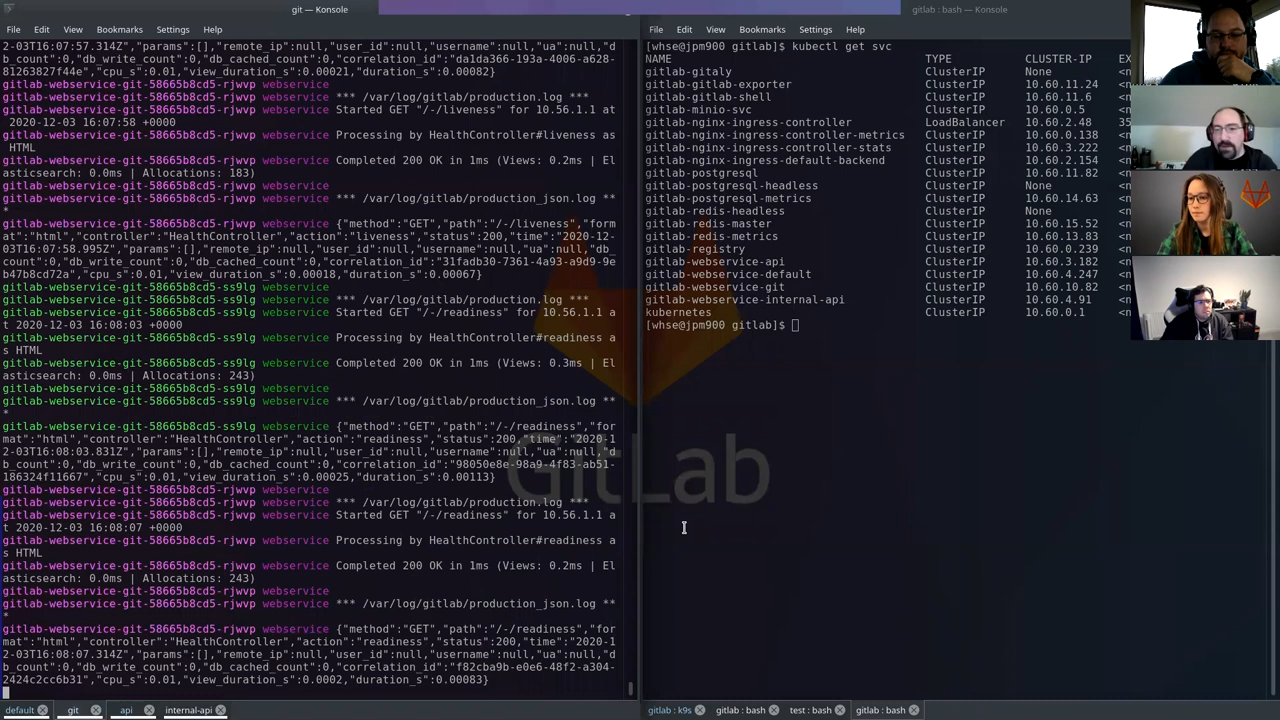 git — Konsole
File Edit View Bookmarks Settings Help
2-03T16:07:57.314Z","params":[],"remote_ip":null,"user_id":null,"username":null,"ua":null,"d
b_count":0,"db_write_count":0,"db_cached_count":0,"correlation_id":"da1da366-193a-4006-a628-
81263827f44e","cpu_s":0.01,"view_duration_s":0.00021,"duration_s":0.00082}
gitlab-webservice-git-58665b8cd5-rjwvp webservice
gitlab-webservice-git-58665b8cd5-rjwvp webservice *** /var/log/gitlab/production.log ***
gitlab-webservice-git-58665b8cd5-rjwvp webservice Started GET "/-/liveness" for 10.56.1.1 at
2020-12-03 16:07:58 +0000
gitlab-webservice-git-58665b8cd5-rjwvp webservice Processing by HealthController#liveness as
HTML
gitlab-webservice-git-58665b8cd5-rjwvp webservice Completed 200 OK in 1ms (Views: 0.2ms | El
asticsearch: 0.0ms | Allocations: 183)
gitlab-webservice-git-58665b8cd5-rjwvp webservice
gitlab-webservice-git-58665b8cd5-rjwvp webservice *** /var/log/gitlab/production_json.log **
*
gitlab-webservice-git-58665b8cd5-rjwvp webservice {"method":"GET","path":"/-/liveness","form
at":"html","controller":"HealthController","action":"liveness","status":200,"time":"2020-12-
03T16:07:58.995Z","params":[],"remote_ip":null,"user_id":null,"username":null,"ua":null,"db_
count":0,"db_write_count":0,"db_cached_count":0,"correlation_id":"31fadb30-7361-4a93-a9d9-9e
b47b8cd72a","cpu_s":0.01,"view_duration_s":0.00018,"duration_s":0.00067}
gitlab-webservice-git-58665b8cd5-ss9lg webservice
gitlab-webservice-git-58665b8cd5-ss9lg webservice *** /var/log/gitlab/production.log ***
gitlab-webservice-git-58665b8cd5-ss9lg webservice Started GET "/-/readiness" for 10.56.1.1 a
t 2020-12-03 16:08:03 +0000
gitlab-webservice-git-58665b8cd5-ss9lg webservice Processing by HealthController#readiness a
s HTML
gitlab-webservice-git-58665b8cd5-ss9lg webservice Completed 200 OK in 1ms (Views: 0.3ms | El
asticsearch: 0.0ms | Allocations: 243)
gitlab-webservice-git-58665b8cd5-ss9lg webservice
gitlab-webservice-git-58665b8cd5-ss9lg webservice *** /var/log/gitlab/production_json.log **
*
gitlab-webservice-git-58665b8cd5-ss9lg webservice {"method":"GET","path":"/-/readiness","for
mat":"html","controller":"HealthController","action":"readiness","status":200,"time":"2020-1
2-03T16:08:03.831Z","params":[],"remote_ip":null,"user_id":null,"username":null,"ua":null,"d
b_count":0,"db_write_count":0,"db_cached_count":0,"correlation_id":"98050e8e-98a9-4f83-ab51-
186324f11667","cpu_s":0.01,"view_duration_s":0.00025,"duration_s":0.00113}
gitlab-webservice-git-58665b8cd5-rjwvp webservice
gitlab-webservice-git-58665b8cd5-rjwvp webservice *** /var/log/gitlab/production.log ***
gitlab-webservice-git-58665b8cd5-rjwvp webservice Started GET "/-/readiness" for 10.56.1.1 a
t 2020-12-03 16:08:07 +0000
gitlab-webservice-git-58665b8cd5-rjwvp webservice Processing by HealthController#readiness a
s HTML
gitlab-webservice-git-58665b8cd5-rjwvp webservice Completed 200 OK in 1ms (Views: 0.2ms | El
asticsearch: 0.0ms | Allocations: 243)
gitlab-webservice-git-58665b8cd5-rjwvp webservice
gitlab-webservice-git-58665b8cd5-rjwvp webservice *** /var/log/gitlab/production_json.log **
*
gitlab-webservice-git-58665b8cd5-rjwvp webservice {"method":"GET","path":"/-/readiness","for
mat":"html","controller":"HealthController","action":"readiness","status":200,"time":"2020-1
2-03T16:08:07.314Z","params":[],"remote_ip":null,"user_id":null,"username":null,"ua":null,"d
b_count":0,"db_write_count":0,"db_cached_count":0,"correlation_id":"f82cba9b-e0e6-48f2-a304-
2424c2cc6b31","cpu_s":0.01,"view_duration_s":0.0002,"duration_s":0.00083}
default git api internal-api
gitlab : bash — Konsole
File Edit View Bookmarks Settings Help
[whse@jpm900 gitlab]$ kubectl get svc
NAME TYPE CLUSTER-IP EX
gitlab-gitaly ClusterIP None <n
gitlab-gitlab-exporter ClusterIP 10.60.11.24 <n
gitlab-gitlab-shell ClusterIP 10.60.11.6 <n
gitlab-minio-svc ClusterIP 10.60.0.5 <n
gitlab-nginx-ingress-controller LoadBalancer 10.60.2.48 35
gitlab-nginx-ingress-controller-metrics ClusterIP 10.60.0.138 <n
gitlab-nginx-ingress-controller-stats ClusterIP 10.60.3.222 <n
gitlab-nginx-ingress-default-backend ClusterIP 10.60.2.154 <n
gitlab-postgresql ClusterIP 10.60.11.82 <n
gitlab-postgresql-headless ClusterIP None <n
gitlab-postgresql-metrics ClusterIP 10.60.14.63 <n
gitlab-redis-headless ClusterIP None <n
gitlab-redis-master ClusterIP 10.60.15.52 <n
gitlab-redis-metrics ClusterIP 10.60.13.83 <n
gitlab-registry ClusterIP 10.60.0.239 <n
gitlab-webservice-api ClusterIP 10.60.3.182 <n
gitlab-webservice-default ClusterIP 10.60.4.247 <n
gitlab-webservice-git ClusterIP 10.60.10.82 <n
gitlab-webservice-internal-api ClusterIP 10.60.4.91 <n
kubernetes ClusterIP 10.60.0.1 <n
[whse@jpm900 gitlab]$
GitLab
gitlab : k9s gitlab : bash test : bash gitlab : bash